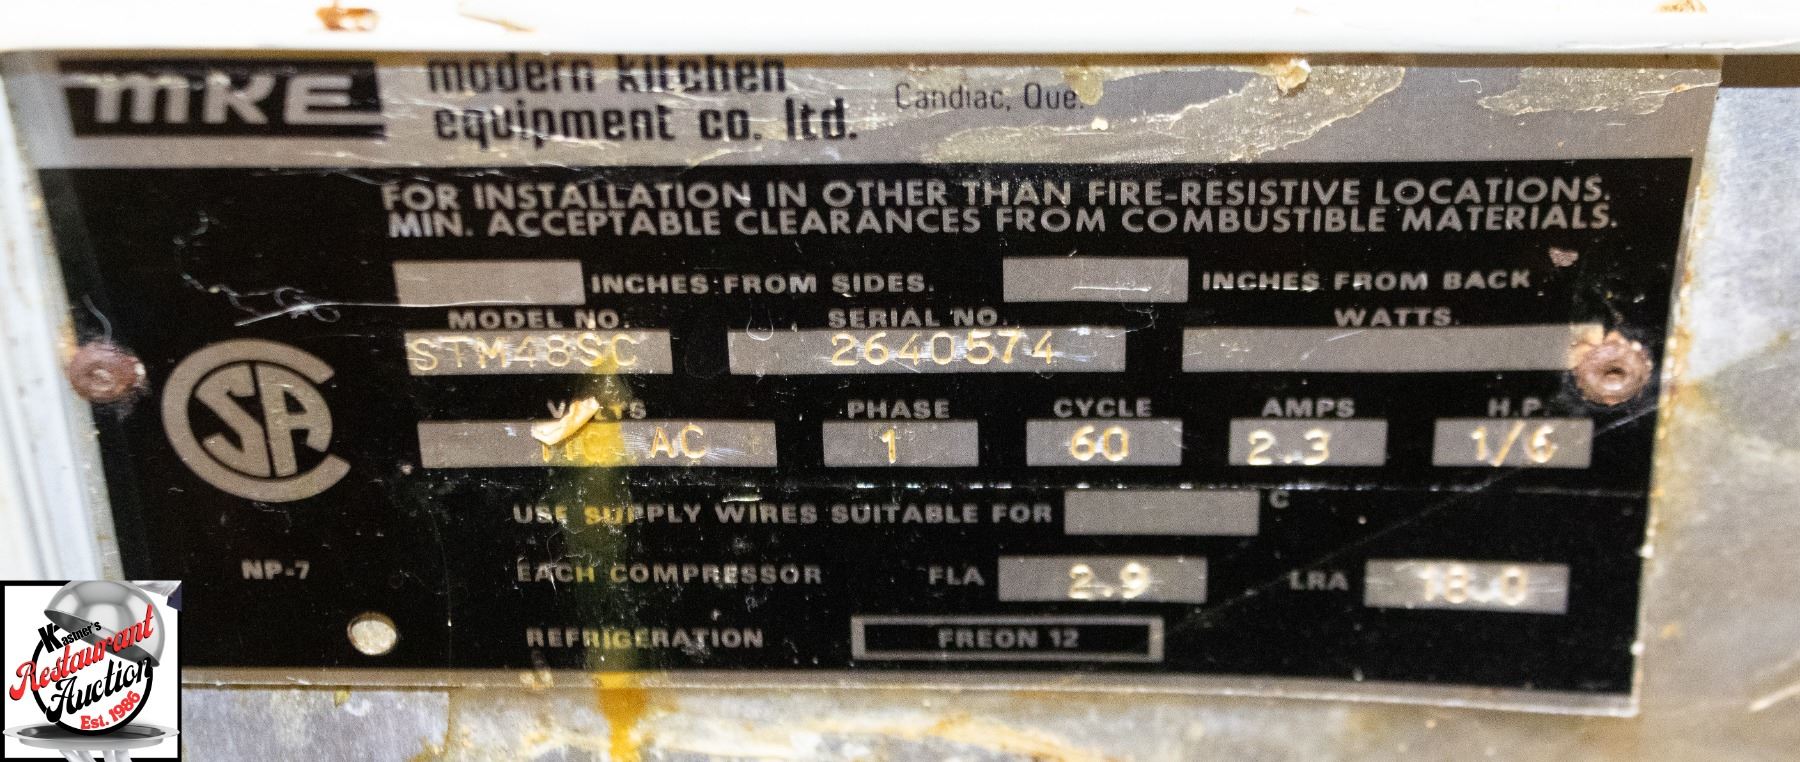 mKE
modern kitchen
equipment co. ltd.
Candiac, Que.
FOR INSTALLATION IN OTHER THAN FIRE-RESISTIVE LOCATIONS.
MIN. ACCEPTABLE CLEARANCES FROM COMBUSTIBLE MATERIALS.
INCHES FROM SIDES. INCHES FROM BACK
MODEL NO. SERIAL NO. WATTS.
STM48SC 2640574
VOLTS PHASE CYCLE AMPS H.P.
AC 1 60 2.3 1/6
USE SUPPLY WIRES SUITABLE FOR C
CSA
NP-7
EACH COMPRESSOR FLA 2.9 LRA 18.0
REFRIGERATION FREON 12
Kastner's
Restaurant
Auction
Est. 1986